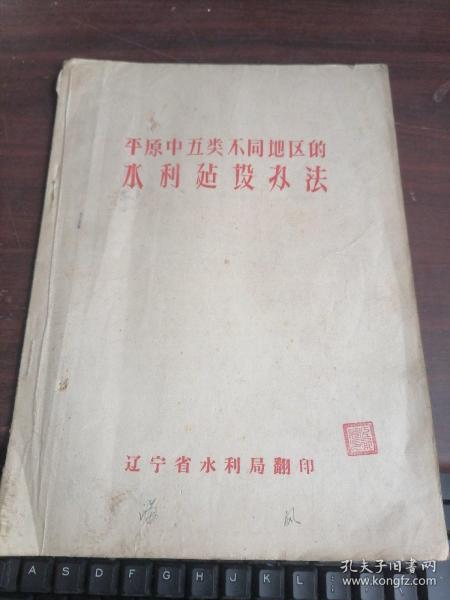 平原中五类不同地区的
水利建设办法
辽宁省水利局翻印
A S D F G H J K L
孔夫子旧书网
www.kongfz.com